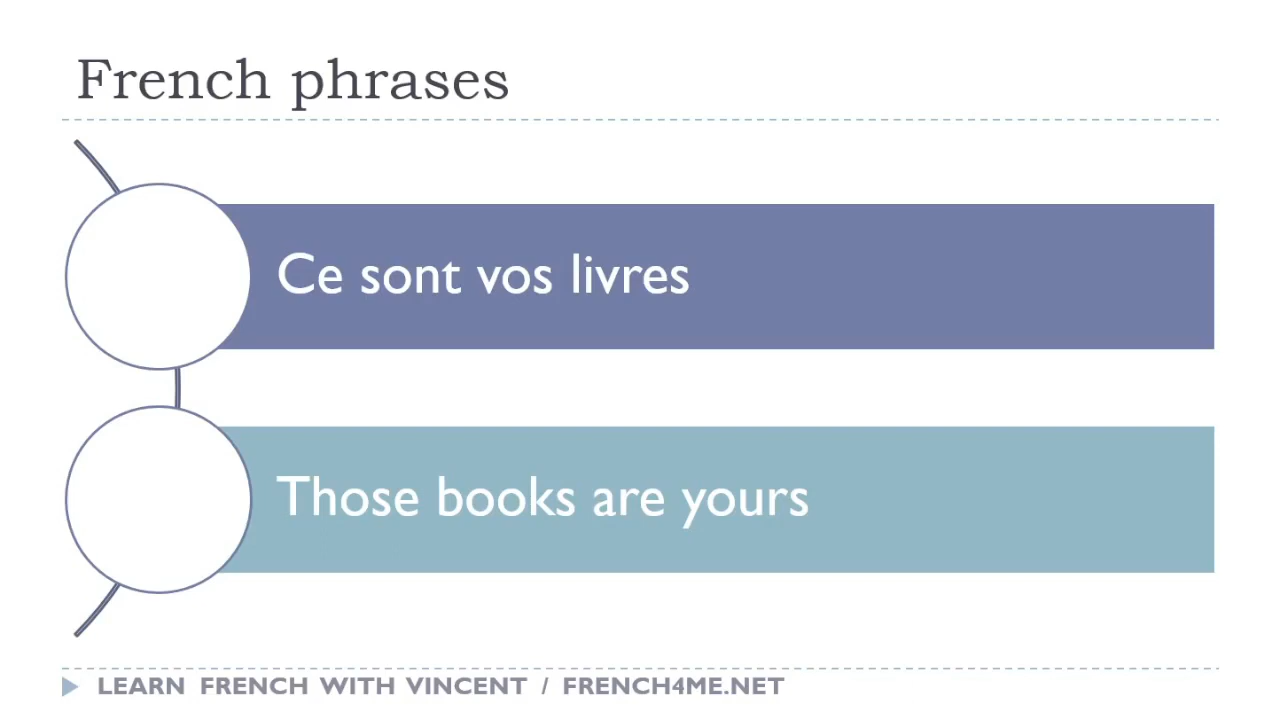 French phrases
Ce sont vos livres
Those books are yours
LEARN FRENCH WITH VINCENT / FRENCH4ME.NET